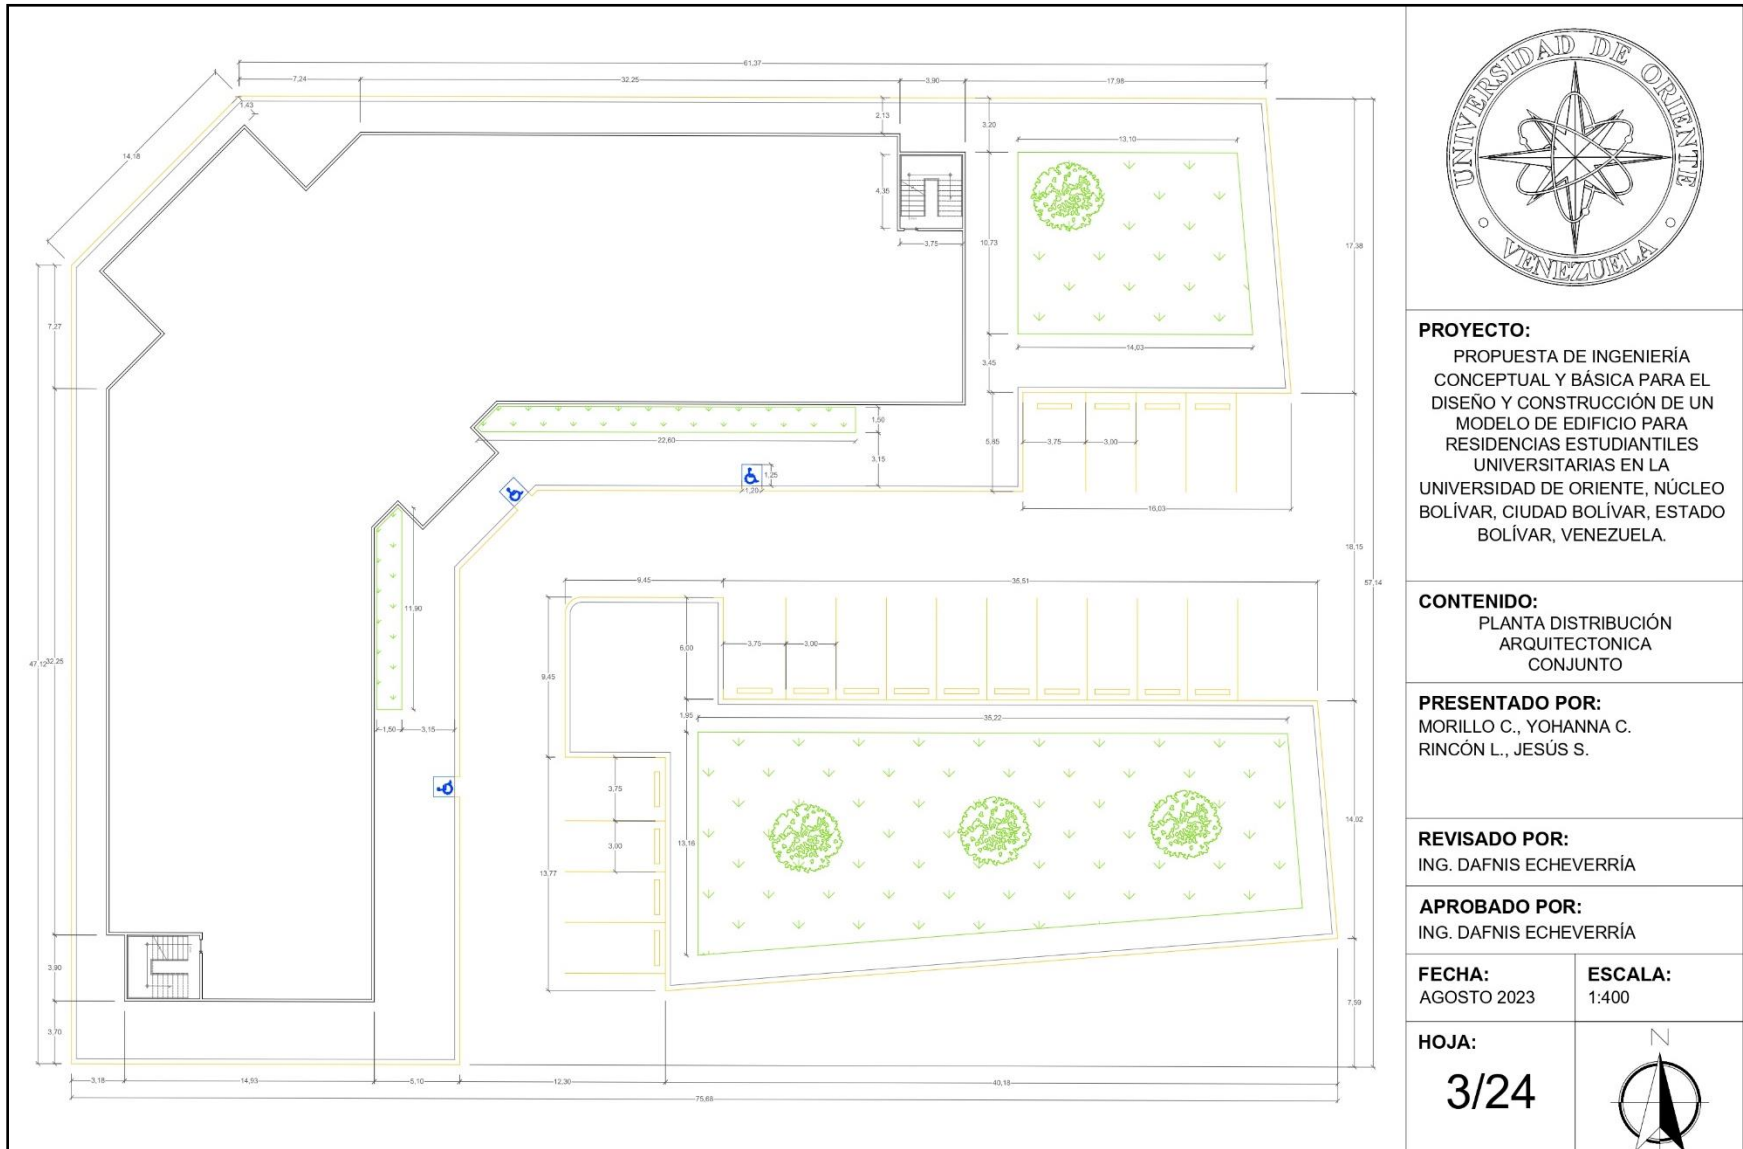 61,37
7,24
32,25
3,90
17,98
1,43
2,13
3,20
13,10
14,18
4,35
3,75
10,73
17,38
7,27
14,03
3,45
1,50
22,60
3,15
5,85
3,75
3,00
1,25
1,20
16,03
18,15
57,14
9,45
35,51
11,90
47,12
32,25
3,75
3,00
6,00
9,45
1,95
35,22
1,50
3,15
3,75
3,00
13,16
14,02
13,77
3,90
3,70
7,59
3,18
14,93
5,10
12,30
40,18
75,68
UNIVERSIDAD DE ORIENTE
VENEZUELA
PROYECTO:
PROPUESTA DE INGENIERÍA
CONCEPTUAL Y BÁSICA PARA EL
DISEÑO Y CONSTRUCCIÓN DE UN
MODELO DE EDIFICIO PARA
RESIDENCIAS ESTUDIANTILES
UNIVERSITARIAS EN LA
UNIVERSIDAD DE ORIENTE, NÚCLEO
BOLÍVAR, CIUDAD BOLÍVAR, ESTADO
BOLÍVAR, VENEZUELA.
CONTENIDO:
PLANTA DISTRIBUCIÓN
ARQUITECTONICA
CONJUNTO
PRESENTADO POR:
MORILLO C., YOHANNA C.
RINCÓN L., JESÚS S.
REVISADO POR:
ING. DAFNIS ECHEVERRÍA
APROBADO POR:
ING. DAFNIS ECHEVERRÍA
FECHA:
AGOSTO 2023
ESCALA:
1:400
HOJA:
3/24
N